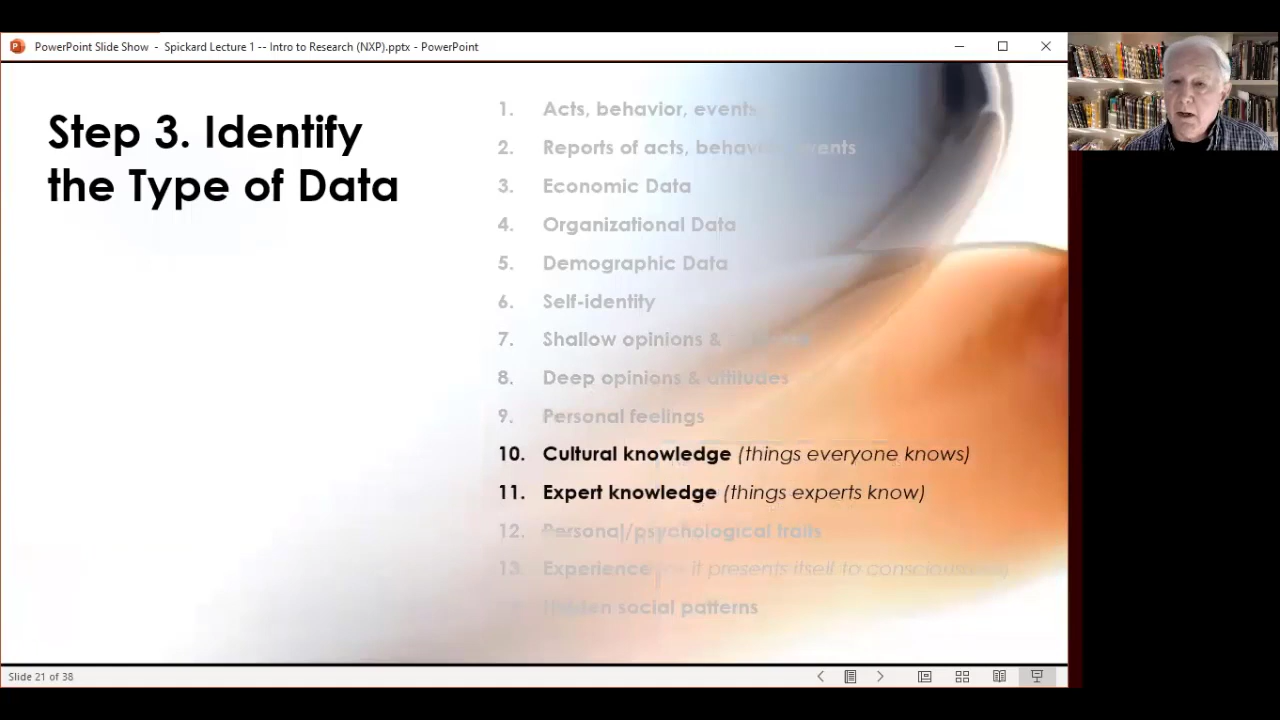 PowerPoint Slide Show - Spickard Lecture 1 -- Intro to Research (NXP).pptx - PowerPoint
Step 3. Identify
the Type of Data
1. Acts, behavior, events
2. Reports of acts, behavior, events
3. Economic Data
4. Organizational Data
5. Demographic Data
6. Self-identity
7. Shallow opinions &
8. Deep opinions & attitudes
9. Personal feelings
10. Cultural knowledge (things everyone knows)
11. Expert knowledge (things experts know)
12. Personal/psychological traits
13. Experience it presents itself to consciousness)
Hidden social patterns
Slide 21 of 38